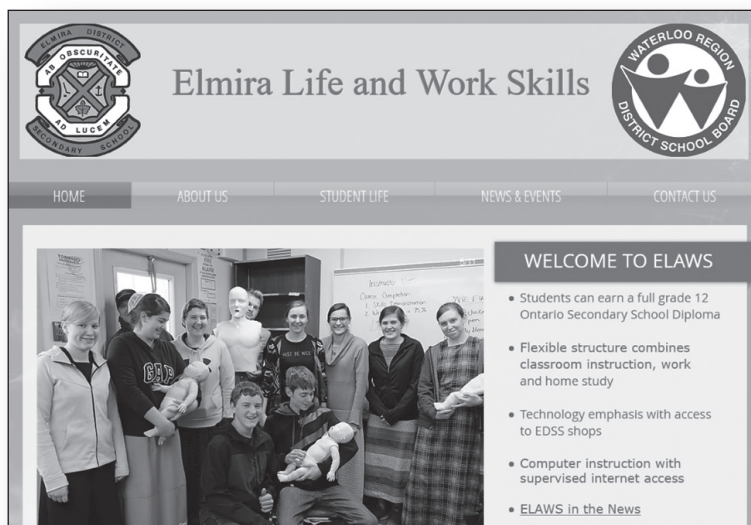 ELMIRA DISTRICT
AB OBSCURITATE
AD LUCEM
SECONDARY SCHOOL
Elmira Life and Work Skills
WATERLOO REGION
DISTRICT SCHOOL BOARD
HOME
ABOUT US
STUDENT LIFE
NEWS & EVENTS
CONTACT US
GAP
WELCOME TO ELAWS
• Students can earn a full grade 12
Ontario Secondary School Diploma
• Flexible structure combines
classroom instruction, work
and home study
• Technology emphasis with access
to EDSS shops
• Computer instruction with
supervised internet access
• ELAWS in the News